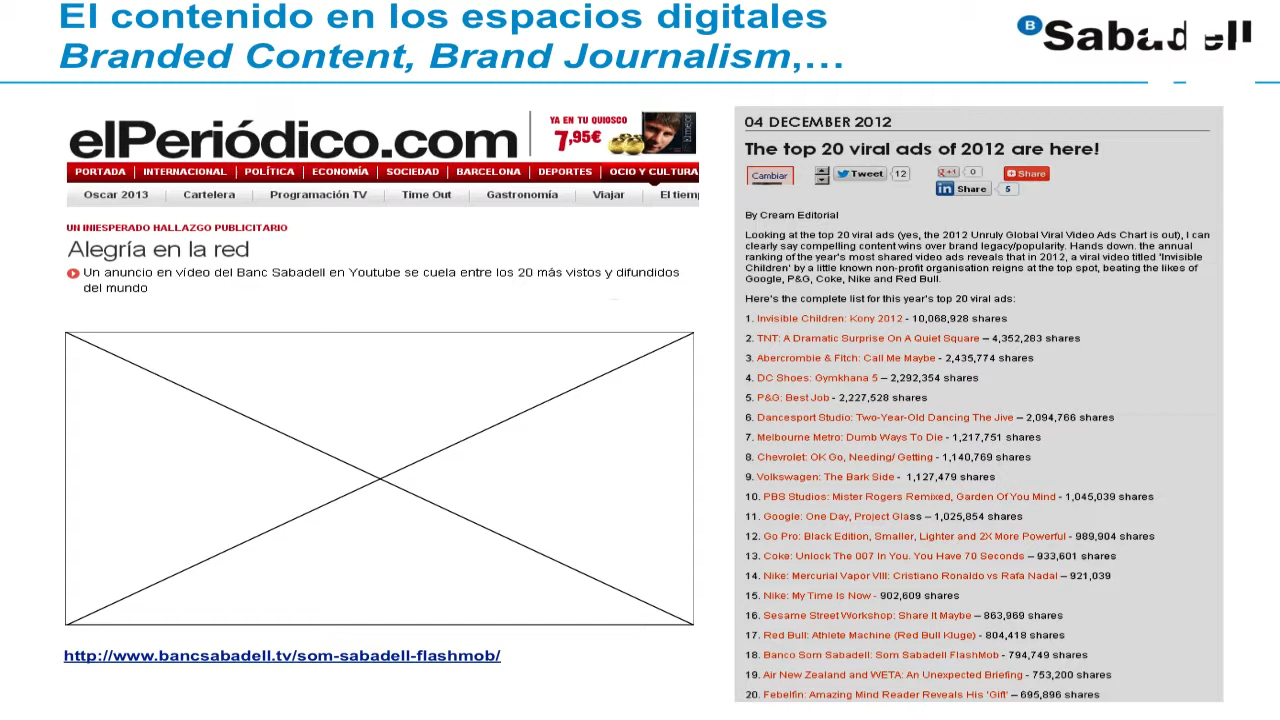 El contenido en los espacios digitales
Branded Content, Brand Journalism,...
B Sabadell
elPeriódico.com
YA EN TU QUIOSCO
7,95€
el mejor
PORTADA | INTERNACIONAL | POLÍTICA | ECONOMÍA | SOCIEDAD | BARCELONA | DEPORTES | OCIO Y CULTURA
Oscar 2013 | Cartelera | Programación TV | Time Out | Gastronomía | Viajar | El tiem
UN INIESPERADO HALLAZGO PUBLICITARIO
Alegría en la red
Un anuncio en vídeo del Banc Sabadell en Youtube se cuela entre los 20 más vistos y difundidos
del mundo
http://www.bancsabadell.tv/som-sabadell-flashmob/
04 DECEMBER 2012
The top 20 viral ads of 2012 are here!
Cambiar Tweet 12 g +1 0 Share
in Share 5
By Cream Editorial
Looking at the top 20 viral ads (yes, the 2012 Unruly Global Viral Video Ads Chart is out), I can
clearly say compelling content wins over brand legacy/popularity. Hands down. the annual
ranking of the year's most shared video ads reveals that in 2012, a viral video titled 'Invisible
Children' by a little known non-profit organisation reigns at the top spot, beating the likes of
Google, P&G, Coke, Nike and Red Bull.
Here's the complete list for this year's top 20 viral ads:
1. Invisible Children: Kony 2012 - 10,068,928 shares
2. TNT: A Dramatic Surprise On A Quiet Square – 4,352,283 shares
3. Abercrombie & Fitch: Call Me Maybe - 2,435,774 shares
4. DC Shoes: Gymkhana 5 – 2,292,354 shares
5. P&G: Best Job - 2,227,528 shares
6. Dancesport Studio: Two-Year-Old Dancing The Jive – 2,094,766 shares
7. Melbourne Metro: Dumb Ways To Die - 1,217,751 shares
8. Chevrolet: OK Go, Needing/ Getting - 1,140,769 shares
9. Volkswagen: The Bark Side - 1,127,479 shares
10. PBS Studios: Mister Rogers Remixed, Garden Of You Mind - 1,045,039 shares
11. Google: One Day, Project Glass – 1,025,854 shares
12. Go Pro: Black Edition, Smaller, Lighter and 2X More Powerful - 989,904 shares
13. Coke: Unlock The 007 In You. You Have 70 Seconds – 933,601 shares
14. Nike: Mercurial Vapor VIII: Cristiano Ronaldo vs Rafa Nadal – 921,039
15. Nike: My Time Is Now - 902,609 shares
16. Sesame Street Workshop: Share It Maybe – 863,969 shares
17. Red Bull: Athlete Machine (Red Bull Kluge) - 804,418 shares
18. Banco Som Sabadell: Som Sabadell FlashMob - 794,749 shares
19. Air New Zealand and WETA: An Unexpected Briefing - 753,200 shares
20. Febelfin: Amazing Mind Reader Reveals His 'Gift' – 695,896 shares